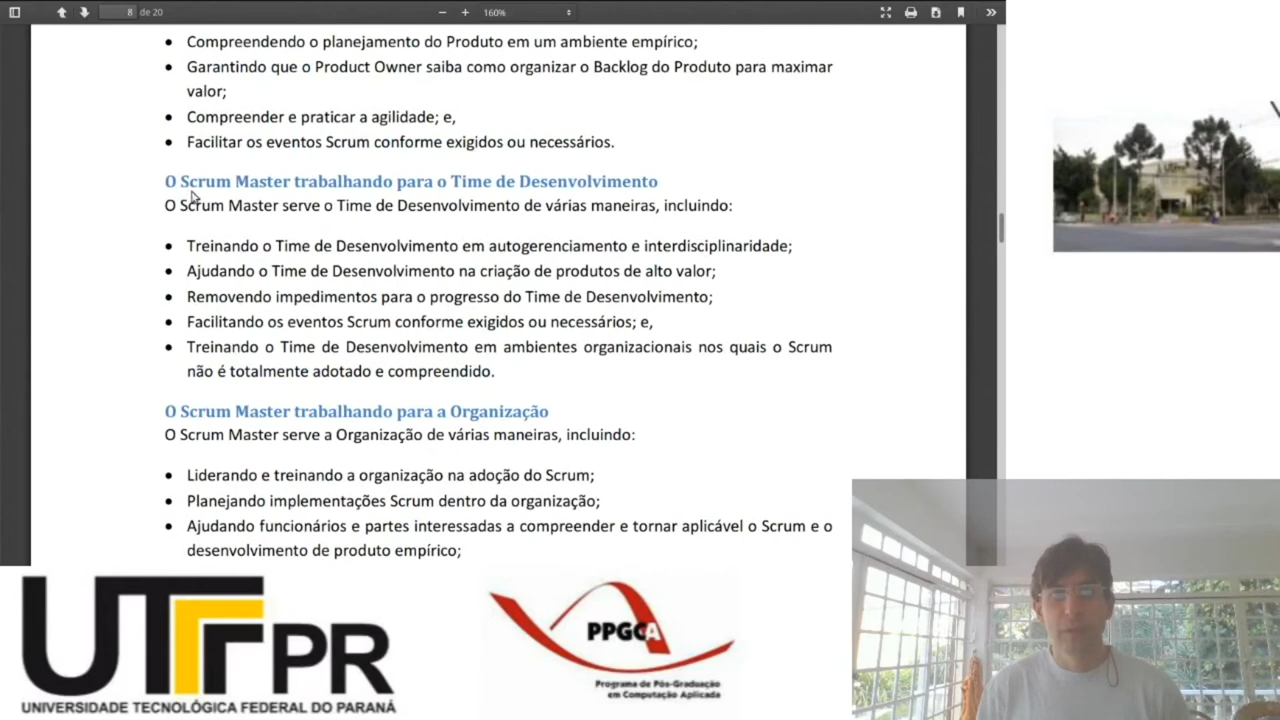 8 de 20
160%
• Compreendendo o planejamento do Produto em um ambiente empírico;
• Garantindo que o Product Owner saiba como organizar o Backlog do Produto para maximar
valor;
• Compreender e praticar a agilidade; e,
• Facilitar os eventos Scrum conforme exigidos ou necessários.
O Scrum Master trabalhando para o Time de Desenvolvimento
O Scrum Master serve o Time de Desenvolvimento de várias maneiras, incluindo:
• Treinando o Time de Desenvolvimento em autogerenciamento e interdisciplinaridade;
• Ajudando o Time de Desenvolvimento na criação de produtos de alto valor;
• Removendo impedimentos para o progresso do Time de Desenvolvimento;
• Facilitando os eventos Scrum conforme exigidos ou necessários; e,
• Treinando o Time de Desenvolvimento em ambientes organizacionais nos quais o Scrum
não é totalmente adotado e compreendido.
O Scrum Master trabalhando para a Organização
O Scrum Master serve a Organização de várias maneiras, incluindo:
• Liderando e treinando a organização na adoção do Scrum;
• Planejando implementações Scrum dentro da organização;
• Ajudando funcionários e partes interessadas a compreender e tornar aplicável o Scrum e o
desenvolvimento de produto empírico;
UTFPR
UNIVERSIDADE TECNOLÓGICA FEDERAL DO PARANÁ
PPGCA
Programa de Pós-Graduação
em Computação Aplicada